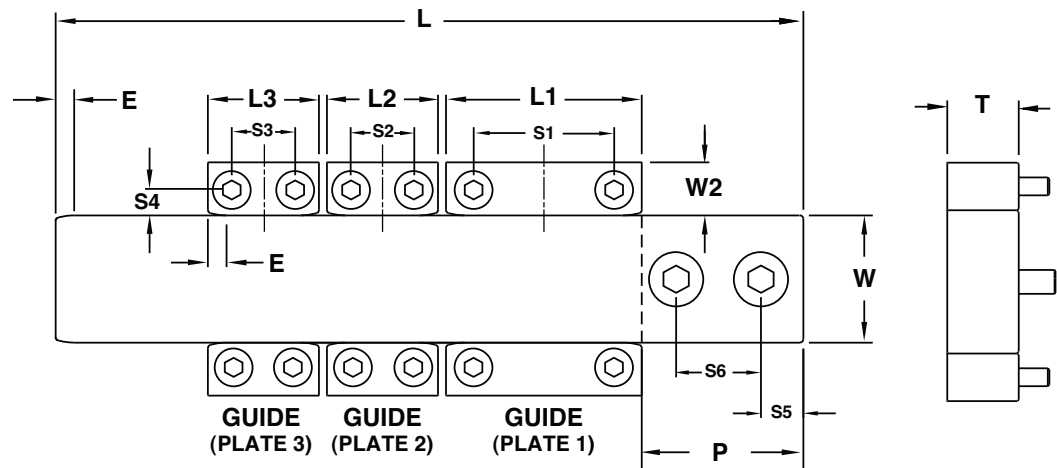 L
E
L3
L2
L1
T
S3
S2
S1
W2
S4
E
W
S6
S5
GUIDE
(PLATE 3)
GUIDE
(PLATE 2)
GUIDE
(PLATE 1)
P